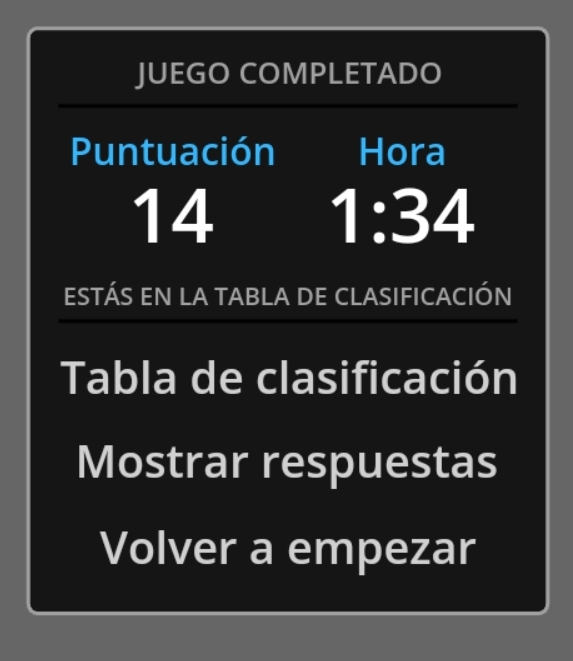 JUEGO COMPLETADO
Puntuación Hora
14 1:34
ESTÁS EN LA TABLA DE CLASIFICACIÓN
Tabla de clasificación
Mostrar respuestas
Volver a empezar